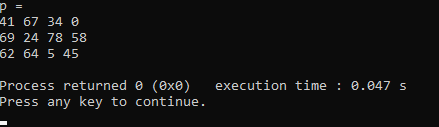 p =
41 67 34 0
69 24 78 58
62 64 5 45
Process returned 0 (0x0)   execution time : 0.047 s
Press any key to continue.